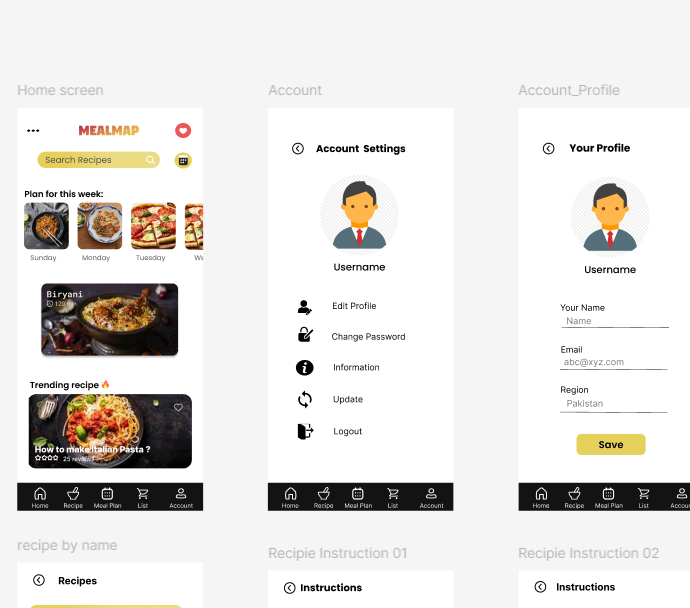 Home screen
MEALMAP
Search Recipes
Plan for this week:
Sunday Monday Tuesday We
Biryani
120
Trending recipe
How to make Italian Pasta ?
25
Home Recipe Meal Plan List Account
Account
Account Settings
Username
Edit Profile
Change Password
Information
Update
Logout
Home Recipe Meal Plan List Account
Account_Profile
Your Profile
Username
Your Name
Name
Email
abc@xyz.com
Region
Pakistan
Save
Home Recipe Meal Plan List Accoun
recipe by name
Recipes
Recipie Instruction 01
Instructions
Recipie Instruction 02
Instructions